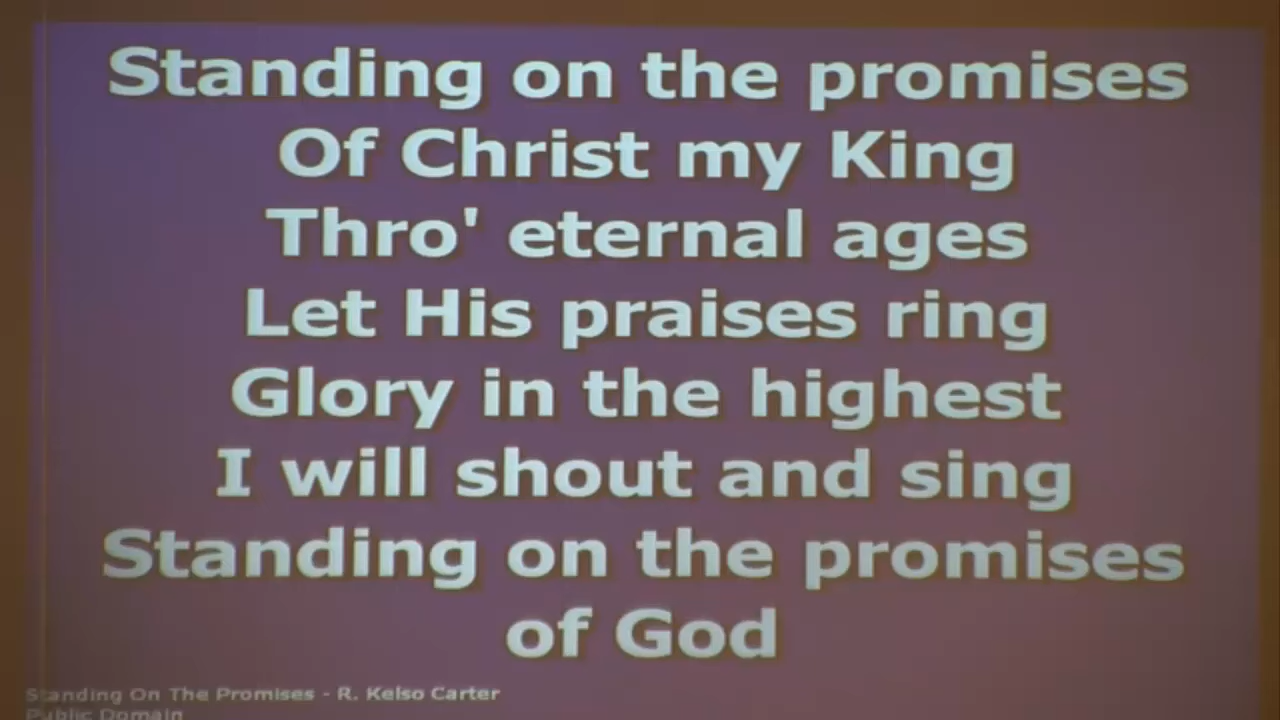 Standing on the promises
Of Christ my King
Thro' eternal ages
Let His praises ring
Glory in the highest
I will shout and sing
Standing on the promises
of God
Standing On The Promises - R. Kelso Carter
Public Domain